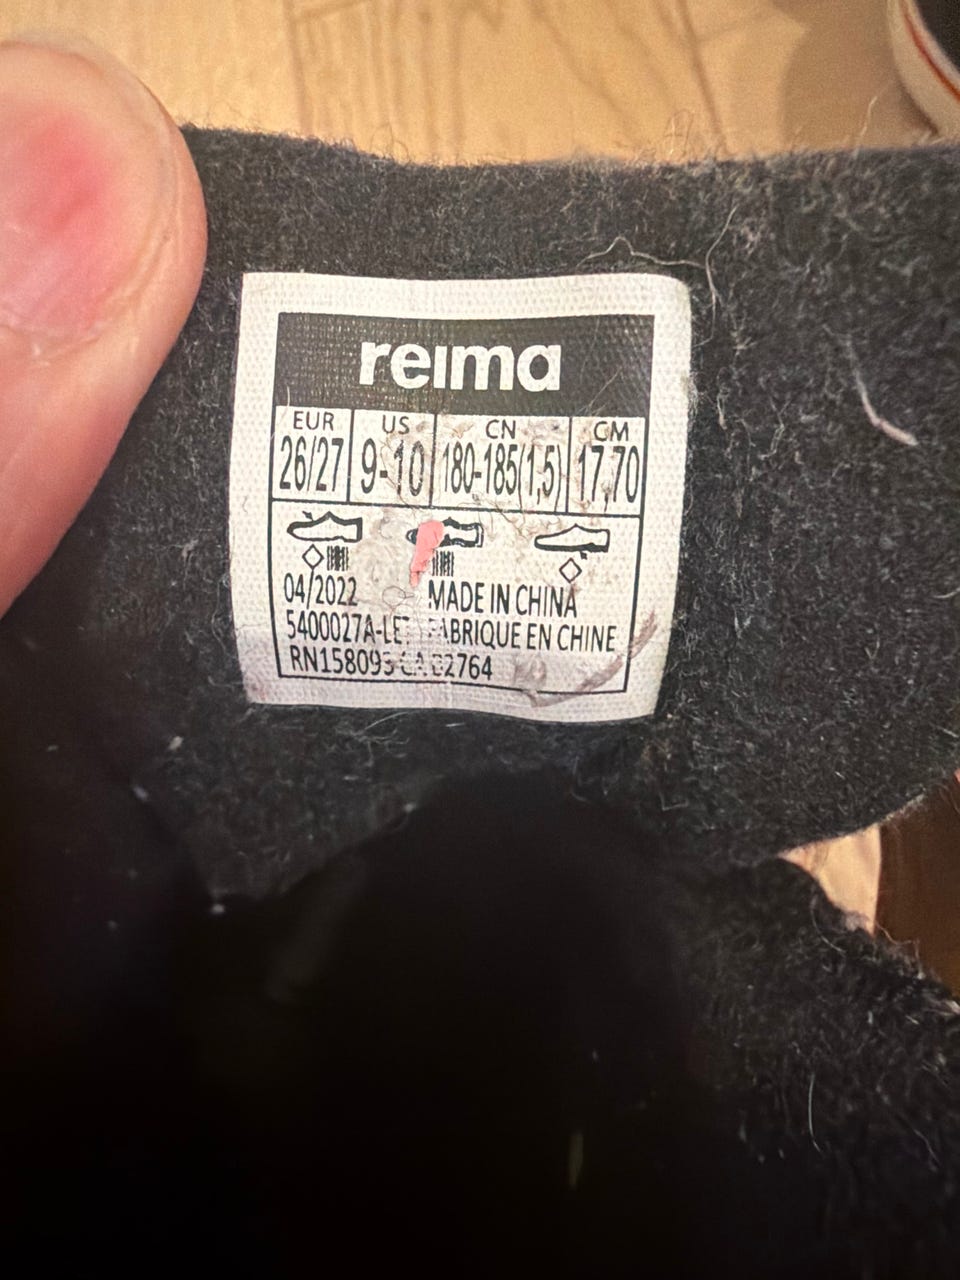 reima
EUR US CN CM
26/27 9-10 180-185(1,5) 17,70
04/2022 MADE IN CHINA
FABRIQUE EN CHINE